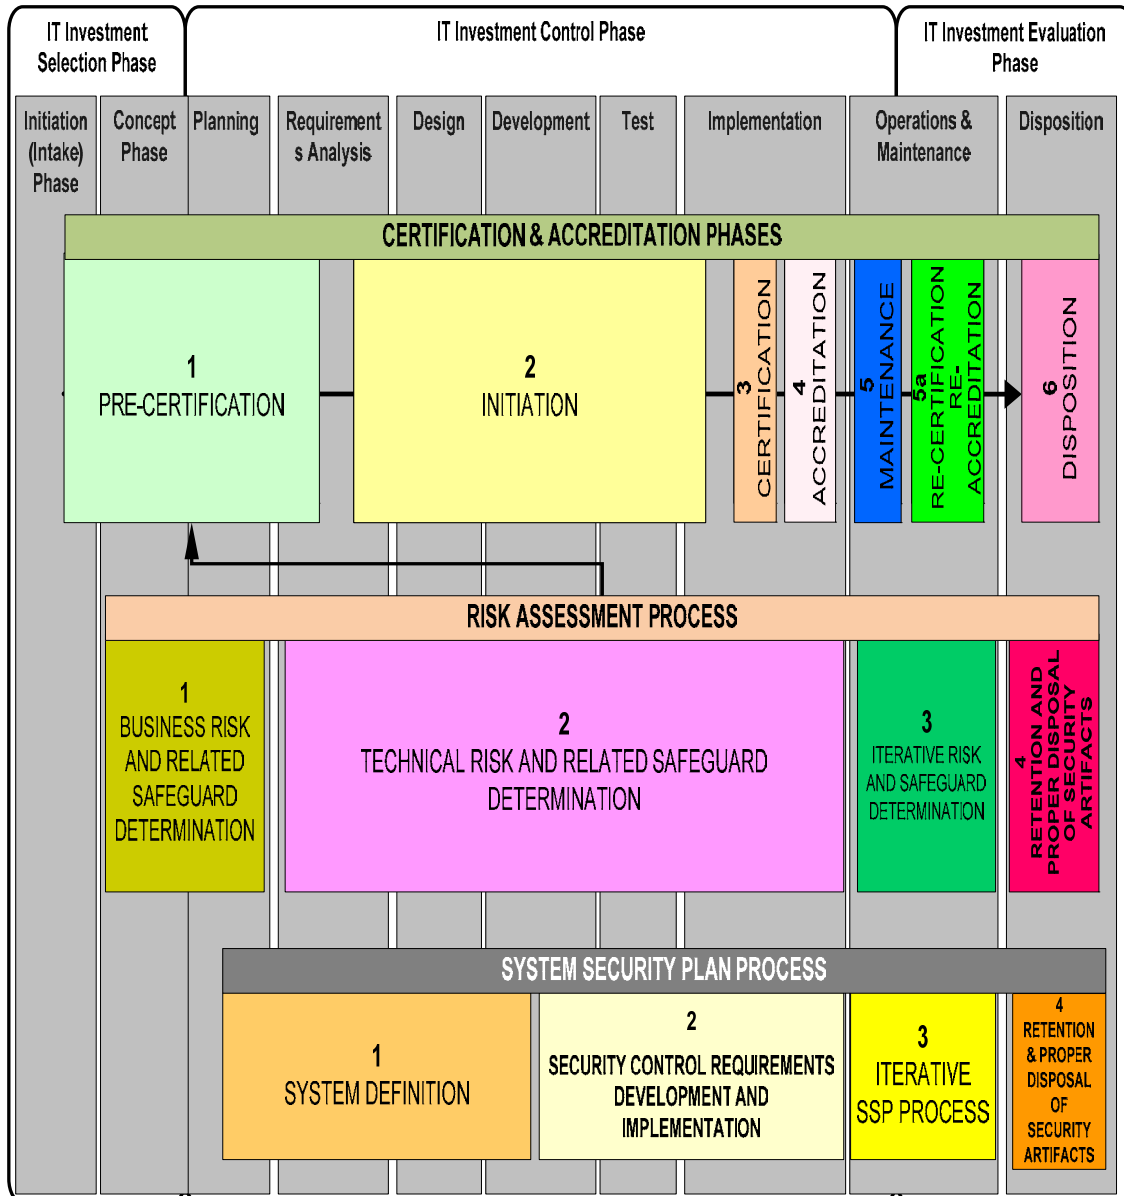 IT Investment
Selection Phase
IT Investment Control Phase
IT Investment Evaluation
Phase
Initiation
(Intake)
Phase
Concept
Phase
Planning
Requirement
s Analysis
Design
Development
Test
Implementation
Operations &
Maintenance
Disposition
CERTIFICATION & ACCREDITATION PHASES
1
PRE-CERTIFICATION
2
INITIATION
3
CERTIFICATION
4
ACCREDITATION
5
MAINTENANCE
5a
RE-CERTIFICATION
RE-
ACCREDITATION
6
DISPOSITION
RISK ASSESSMENT PROCESS
1
BUSINESS RISK
AND RELATED
SAFEGUARD
DETERMINATION
2
TECHNICAL RISK AND RELATED SAFEGUARD
DETERMINATION
3
ITERATIVE RISK
AND SAFEGUARD
DETERMINATION
4
RETENTION AND
PROPER DISPOSAL
OF SECURITY
ARTIFACTS
SYSTEM SECURITY PLAN PROCESS
1
SYSTEM DEFINITION
2
SECURITY CONTROL REQUIREMENTS
DEVELOPMENT AND
IMPLEMENTATION
3
ITERATIVE
SSP PROCESS
4
RETENTION
& PROPER
DISPOSAL
OF
SECURITY
ARTIFACTS